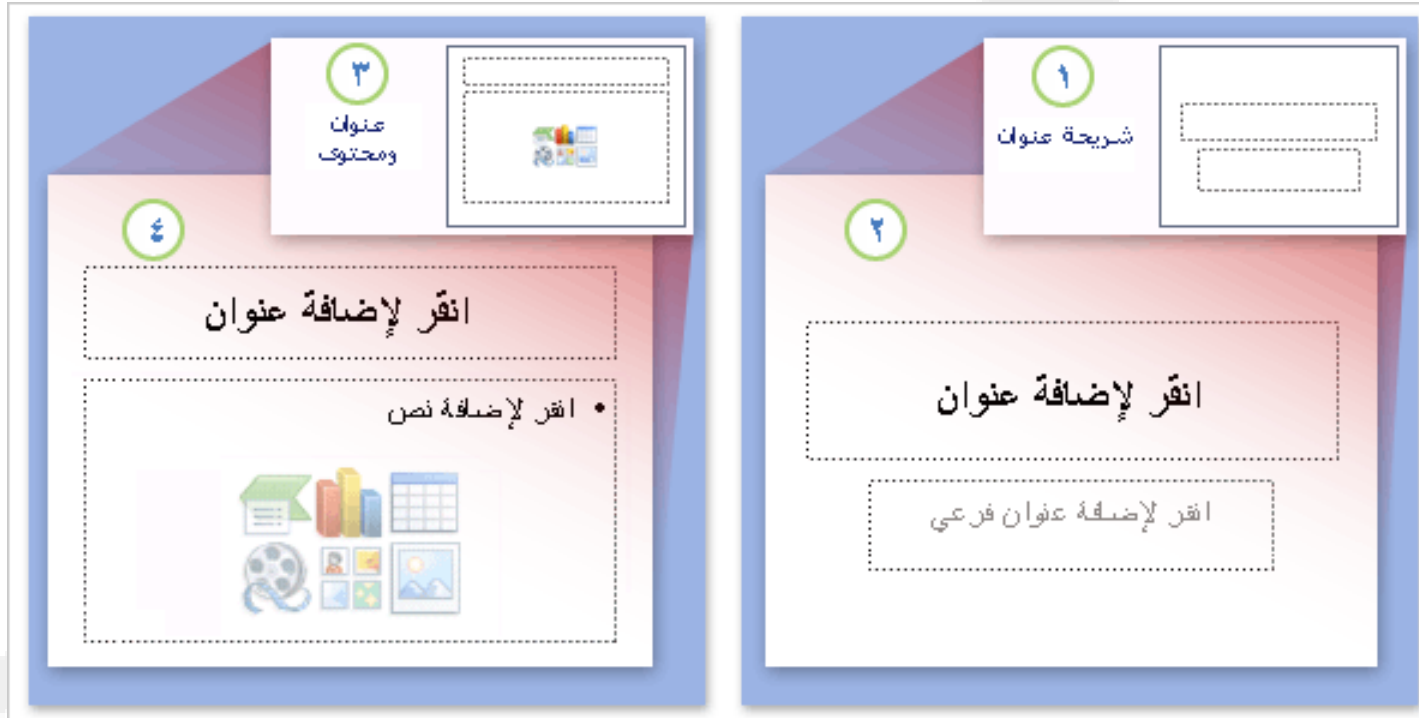 ١
شريحة عنوان
٢
انقر لإضافة عنوان
انقر لإضافة عنوان فرعي
٣
عنوان
ومحتوى
٤
انقر لإضافة عنوان
• انقر لإضافة نص